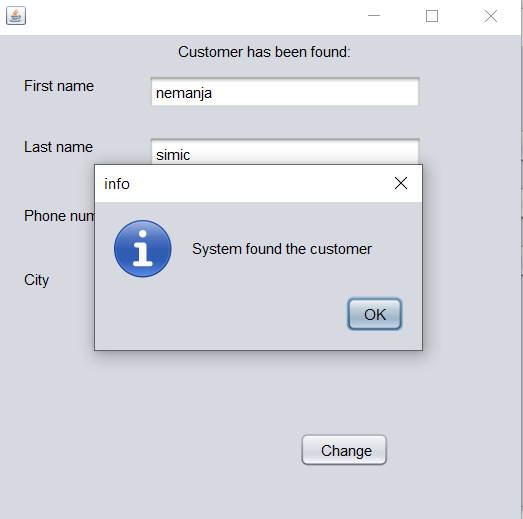 Customer has been found:
First name
nemanja
Last name
simic
info
Phone num
System found the customer
City
OK
Change